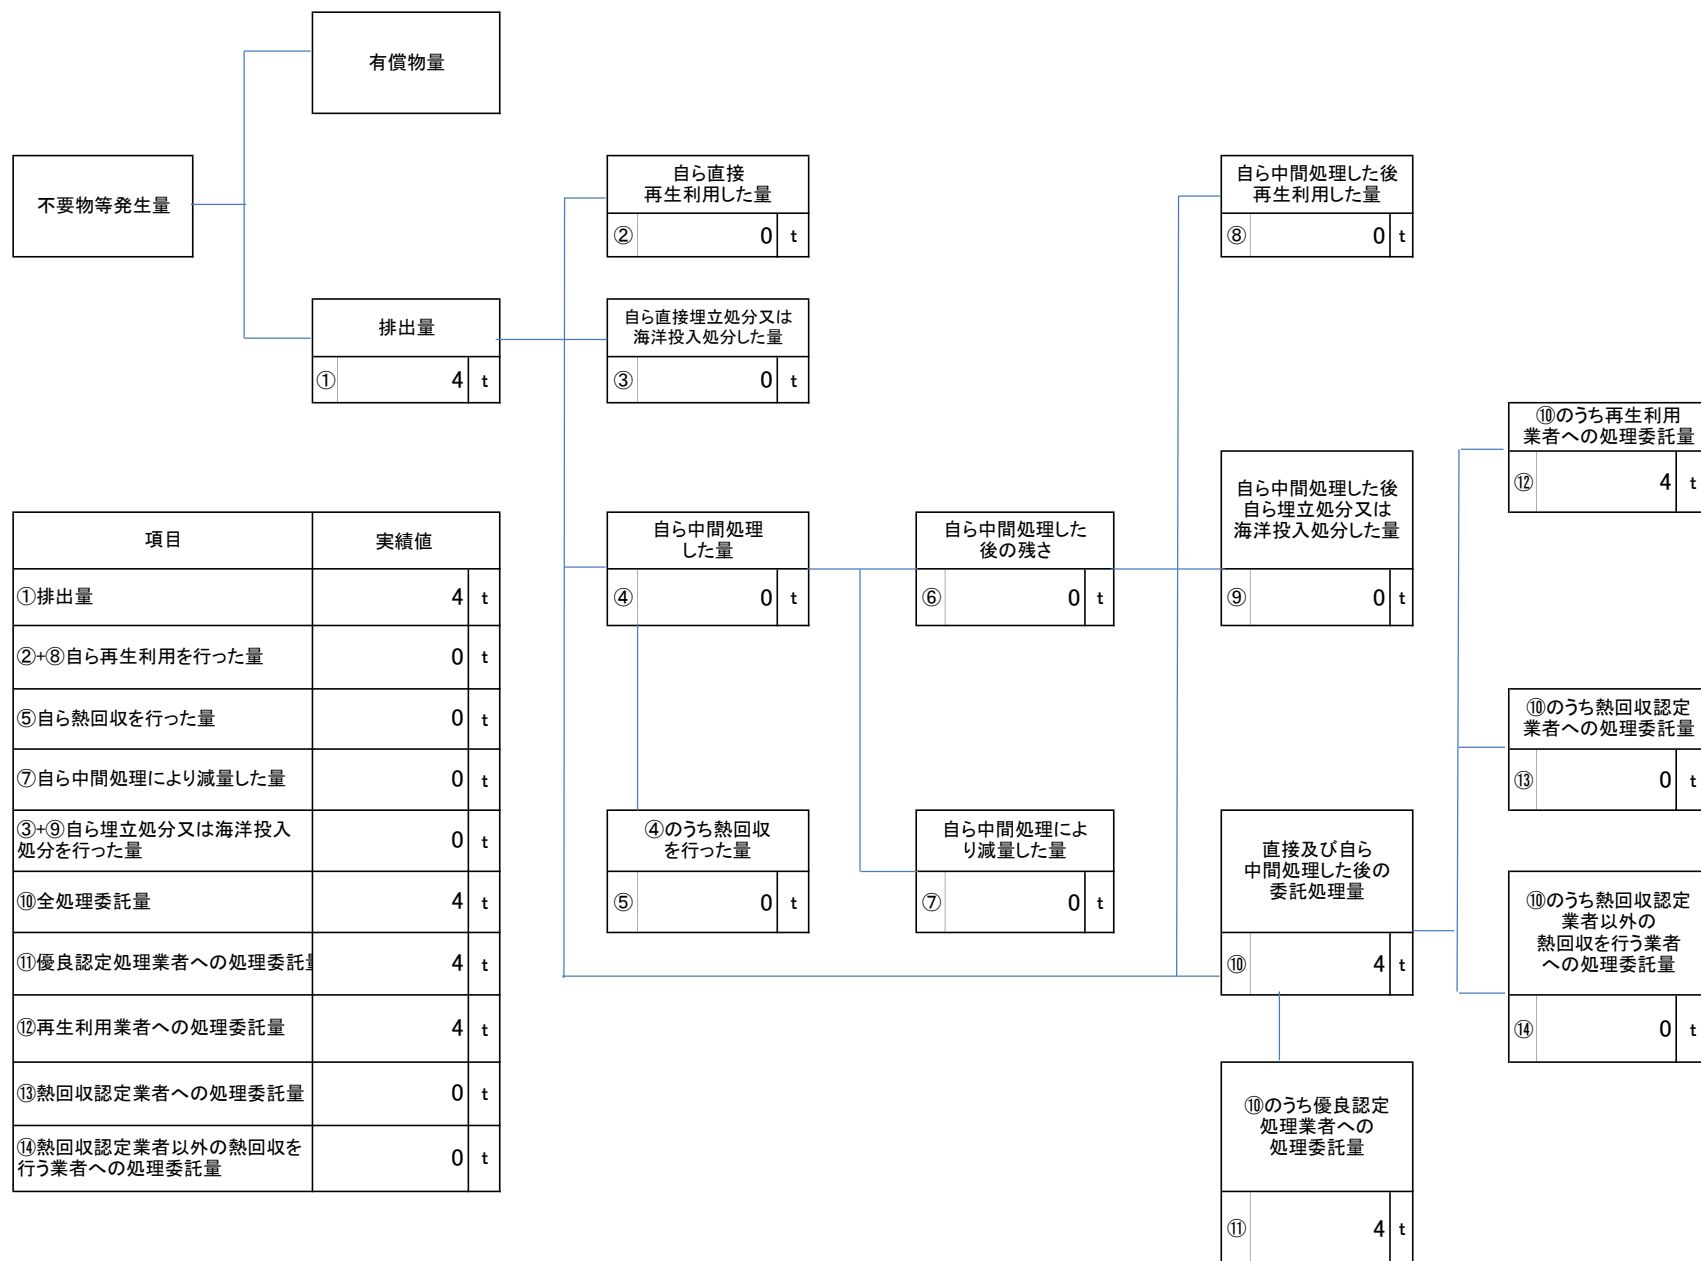 有償物量
不要物等発生量
自ら直接
再生利用した量
② 0 t
自ら中間処理した後
再生利用した量
⑧ 0 t
排出量
① 4 t
自ら直接埋立処分又は
海洋投入処分した量
③ 0 t
⑩のうち再生利用
業者への処理委託量
⑫ 4 t
自ら中間処理
した量
④ 0 t
自ら中間処理した
後の残さ
⑥ 0 t
自ら中間処理した後
自ら埋立処分又は
海洋投入処分した量
⑨ 0 t
⑩のうち熱回収認定
業者への処理委託量
⑬ 0 t
④のうち熱回収
を行った量
⑤ 0 t
自ら中間処理によ
り減量した量
⑦ 0 t
直接及び自ら
中間処理した後の
委託処理量
⑩ 4 t
⑩のうち熱回収認定
業者以外の
熱回収を行う業者
への処理委託量
⑭ 0 t
⑩のうち優良認定
処理業者への
処理委託量
⑪ 4 t
項目 実績値
①排出量 4 t
②+⑧自ら再生利用を行った量 0 t
⑤自ら熱回収を行った量 0 t
⑦自ら中間処理により減量した量 0 t
③+⑨自ら埋立処分又は海洋投入
処分を行った量 0 t
⑩全処理委託量 4 t
⑪優良認定処理業者への処理委託 4 t
⑫再生利用業者への処理委託量 4 t
⑬熱回収認定業者への処理委託量 0 t
⑭熱回収認定業者以外の熱回収を
行う業者への処理委託量 0 t